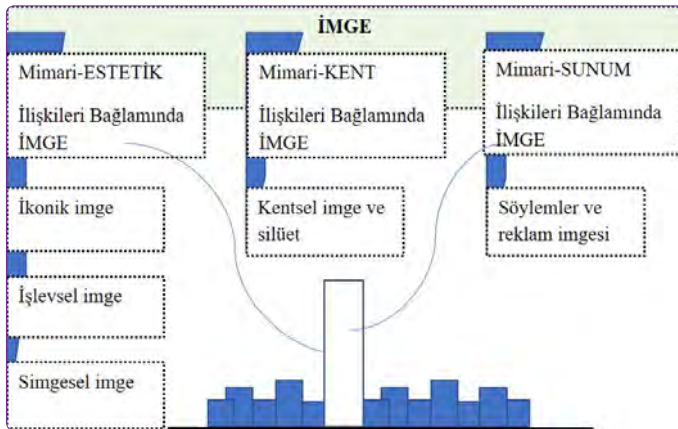 İMGE
Mimari-ESTETİK
İlişkileri Bağlamında
İMGE
İkonik imge
İşlevsel imge
Simgesel imge
Mimari-KENT
İlişkileri Bağlamında
İMGE
Kentsel imge ve
silüet
Mimari-SUNUM
İlişkileri Bağlamında
İMGE
Söylemler ve
reklam imgesi